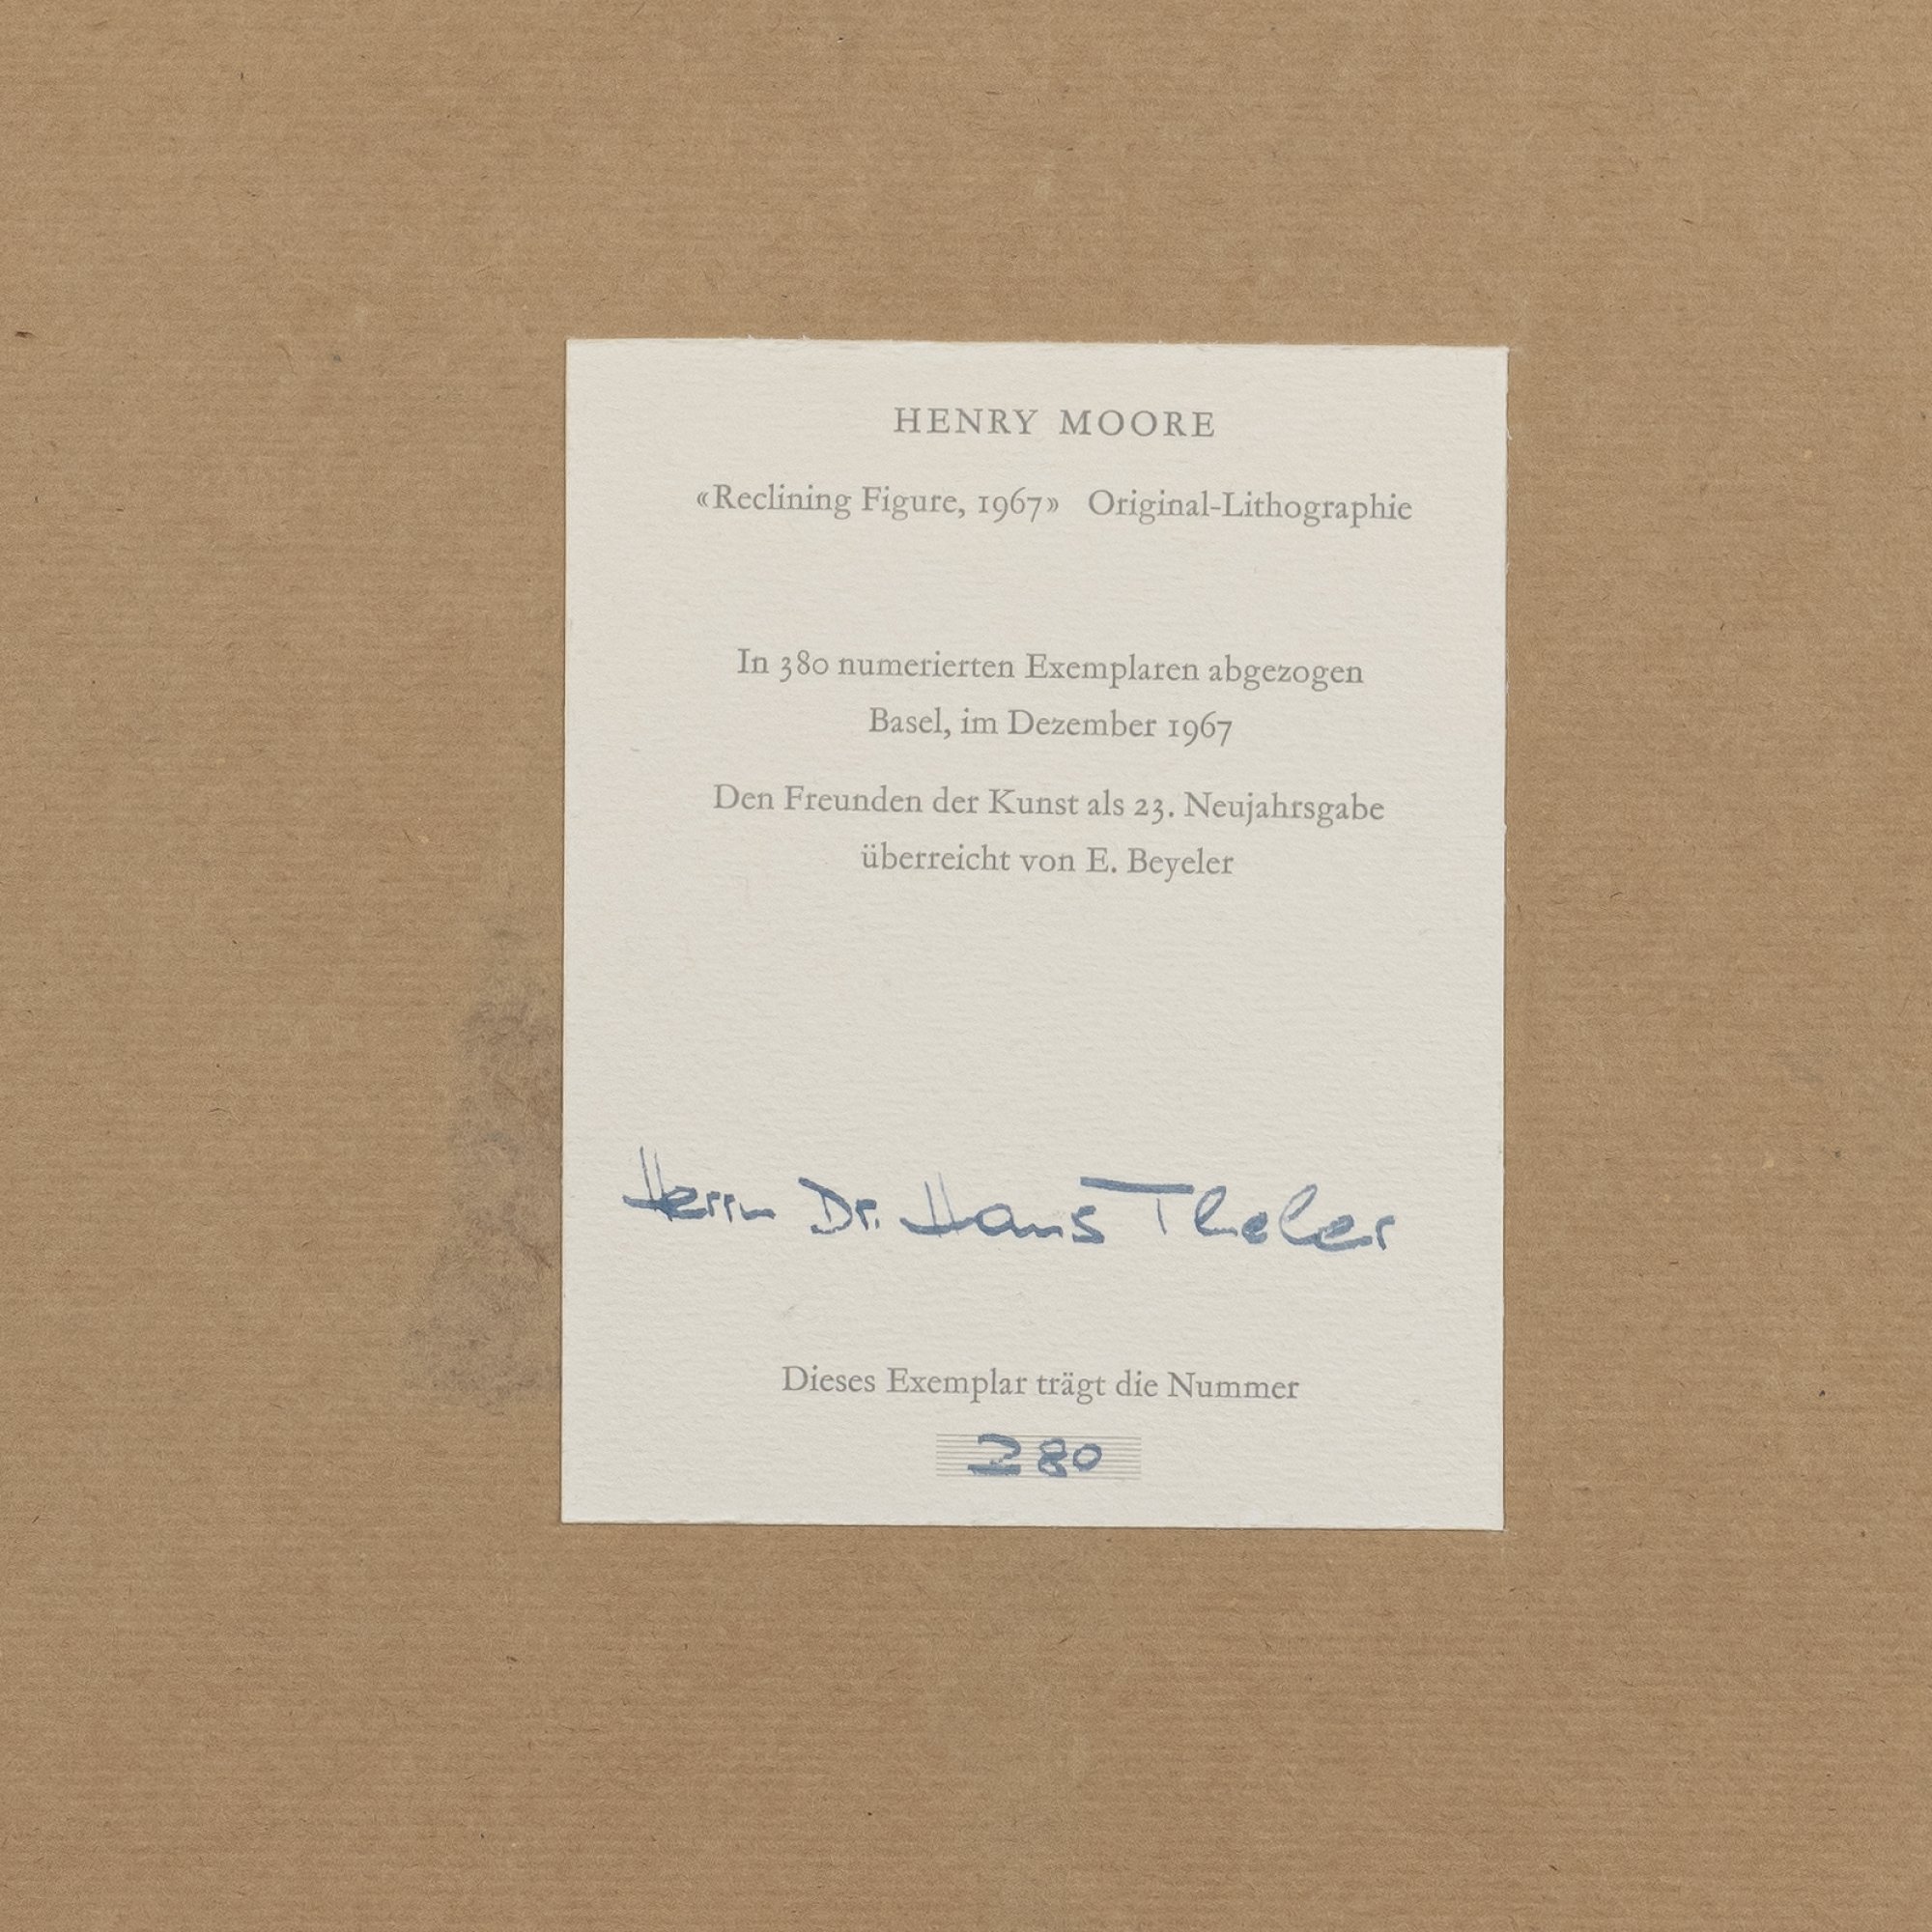 HENRY MOORE
«Reclining Figure, 1967» Original-Lithographie
In 380 numerierten Exemplaren abgezogen
Basel, im Dezember 1967
Den Freunden der Kunst als 23. Neujahrsgabe
überreicht von E. Beyeler
Herrn Dr. Hans Theler
Dieses Exemplar trägt die Nummer
280